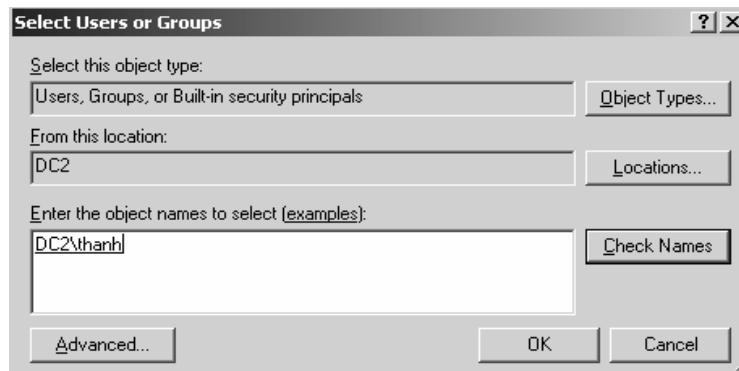 Select Users or Groups
Select this object type:
Users, Groups, or Built-in security principals
Object Types...
From this location:
DC2
Locations...
Enter the object names to select (examples):
DC2\thanh
Check Names
Advanced...
OK
Cancel